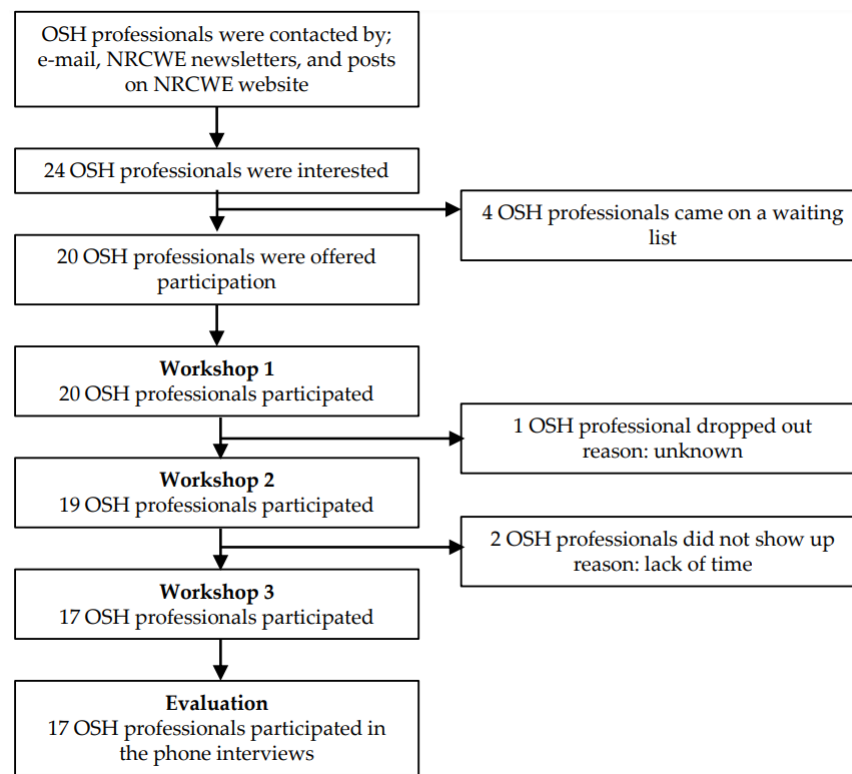 OSH professionals were contacted by;
e-mail, NRCWE newsletters, and posts
on NRCWE website
24 OSH professionals were interested
4 OSH professionals came on a waiting
list
20 OSH professionals were offered
participation
Workshop 1
20 OSH professionals participated
1 OSH professional dropped out
reason: unknown
Workshop 2
19 OSH professionals participated
2 OSH professionals did not show up
reason: lack of time
Workshop 3
17 OSH professionals participated
Evaluation
17 OSH professionals participated in
the phone interviews